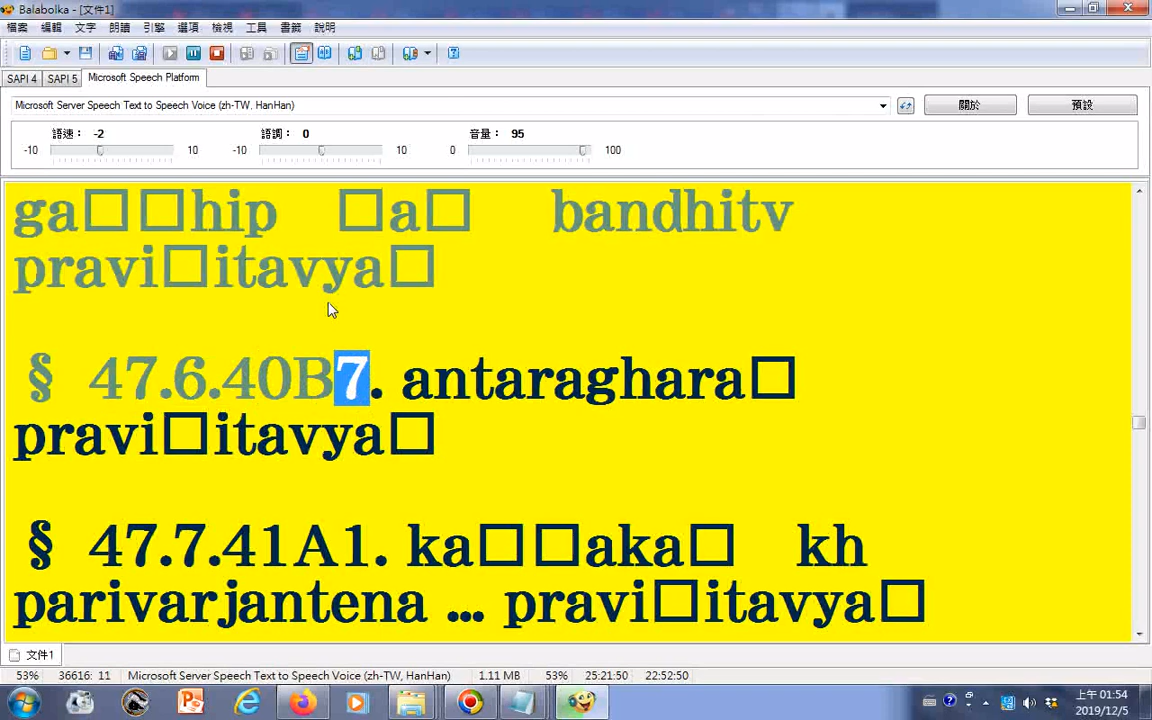 Balabolka - [文件1]
檔案 編輯 文字 朗讀 引擎 選項 檢視 工具 書籤 說明
SAPI 4 SAPI 5 Microsoft Speech Platform
Microsoft Server Speech Text to Speech Voice (zh-TW, HanHan) 關於 預設
語速： -2 語調： 0 音量： 95
-10 10 -10 10 0 100
ga□□hip □a□ bandhitv
pravi□itavya□
§ 47.6.40B7. antaraghara□
pravi□itavya□
§ 47.7.41A1. ka□□aka□ kh
parivarjantena ... pravi□itavya□
文件1
53% 36616: 11 Microsoft Server Speech Text to Speech Voice (zh-TW, HanHan) 1.11 MB 53% 25:21:50 22:52:50
上午 01:54
2019/12/5